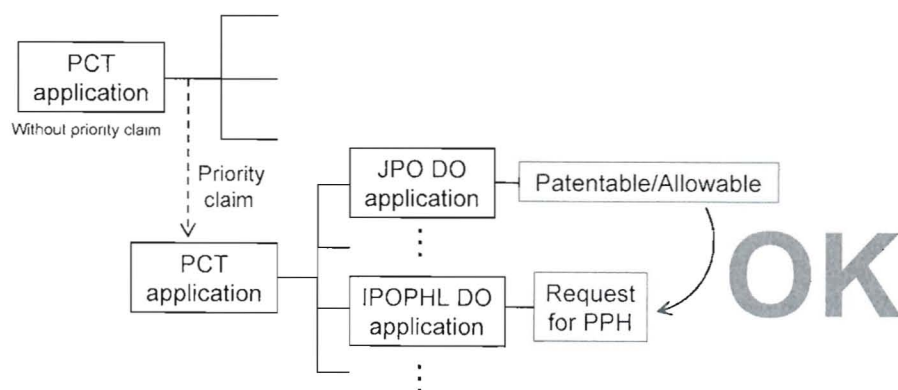 PCT
application
Without priority claim
Priority
claim
JPO DO
application
Patentable/Allowable
OK
PCT
application
IPOPHL DO
application
Request
for PPH